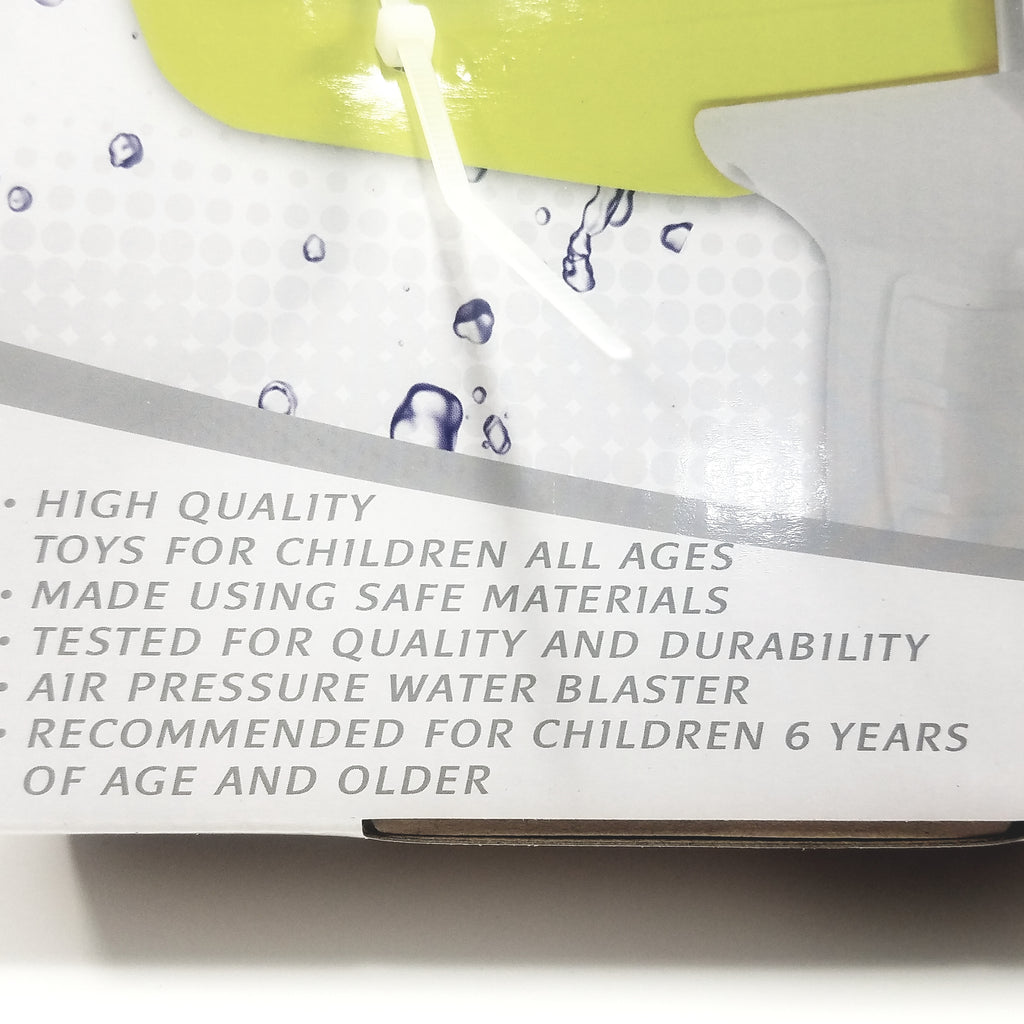 • HIGH QUALITY
TOYS FOR CHILDREN ALL AGES
• MADE USING SAFE MATERIALS
• TESTED FOR QUALITY AND DURABILITY
• AIR PRESSURE WATER BLASTER
• RECOMMENDED FOR CHILDREN 6 YEARS
OF AGE AND OLDER